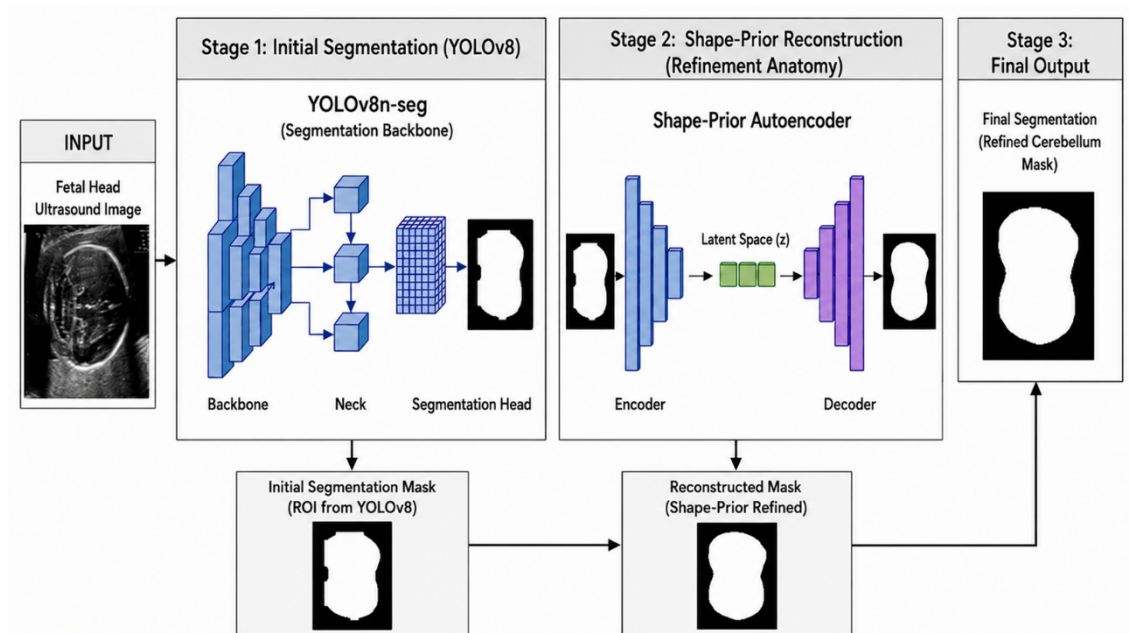 INPUT
Fetal Head
Ultrasound Image
Stage 1: Initial Segmentation (YOLOv8)
YOLOv8n-seg
(Segmentation Backbone)
Backbone
Neck
Segmentation Head
Stage 2: Shape-Prior Reconstruction
(Refinement Anatomy)
Shape-Prior Autoencoder
Latent Space (z)
Encoder
Decoder
Stage 3:
Final Output
Final Segmentation
(Refined Cerebellum
Mask)
Initial Segmentation Mask
(ROI from YOLOv8)
Reconstructed Mask
(Shape-Prior Refined)